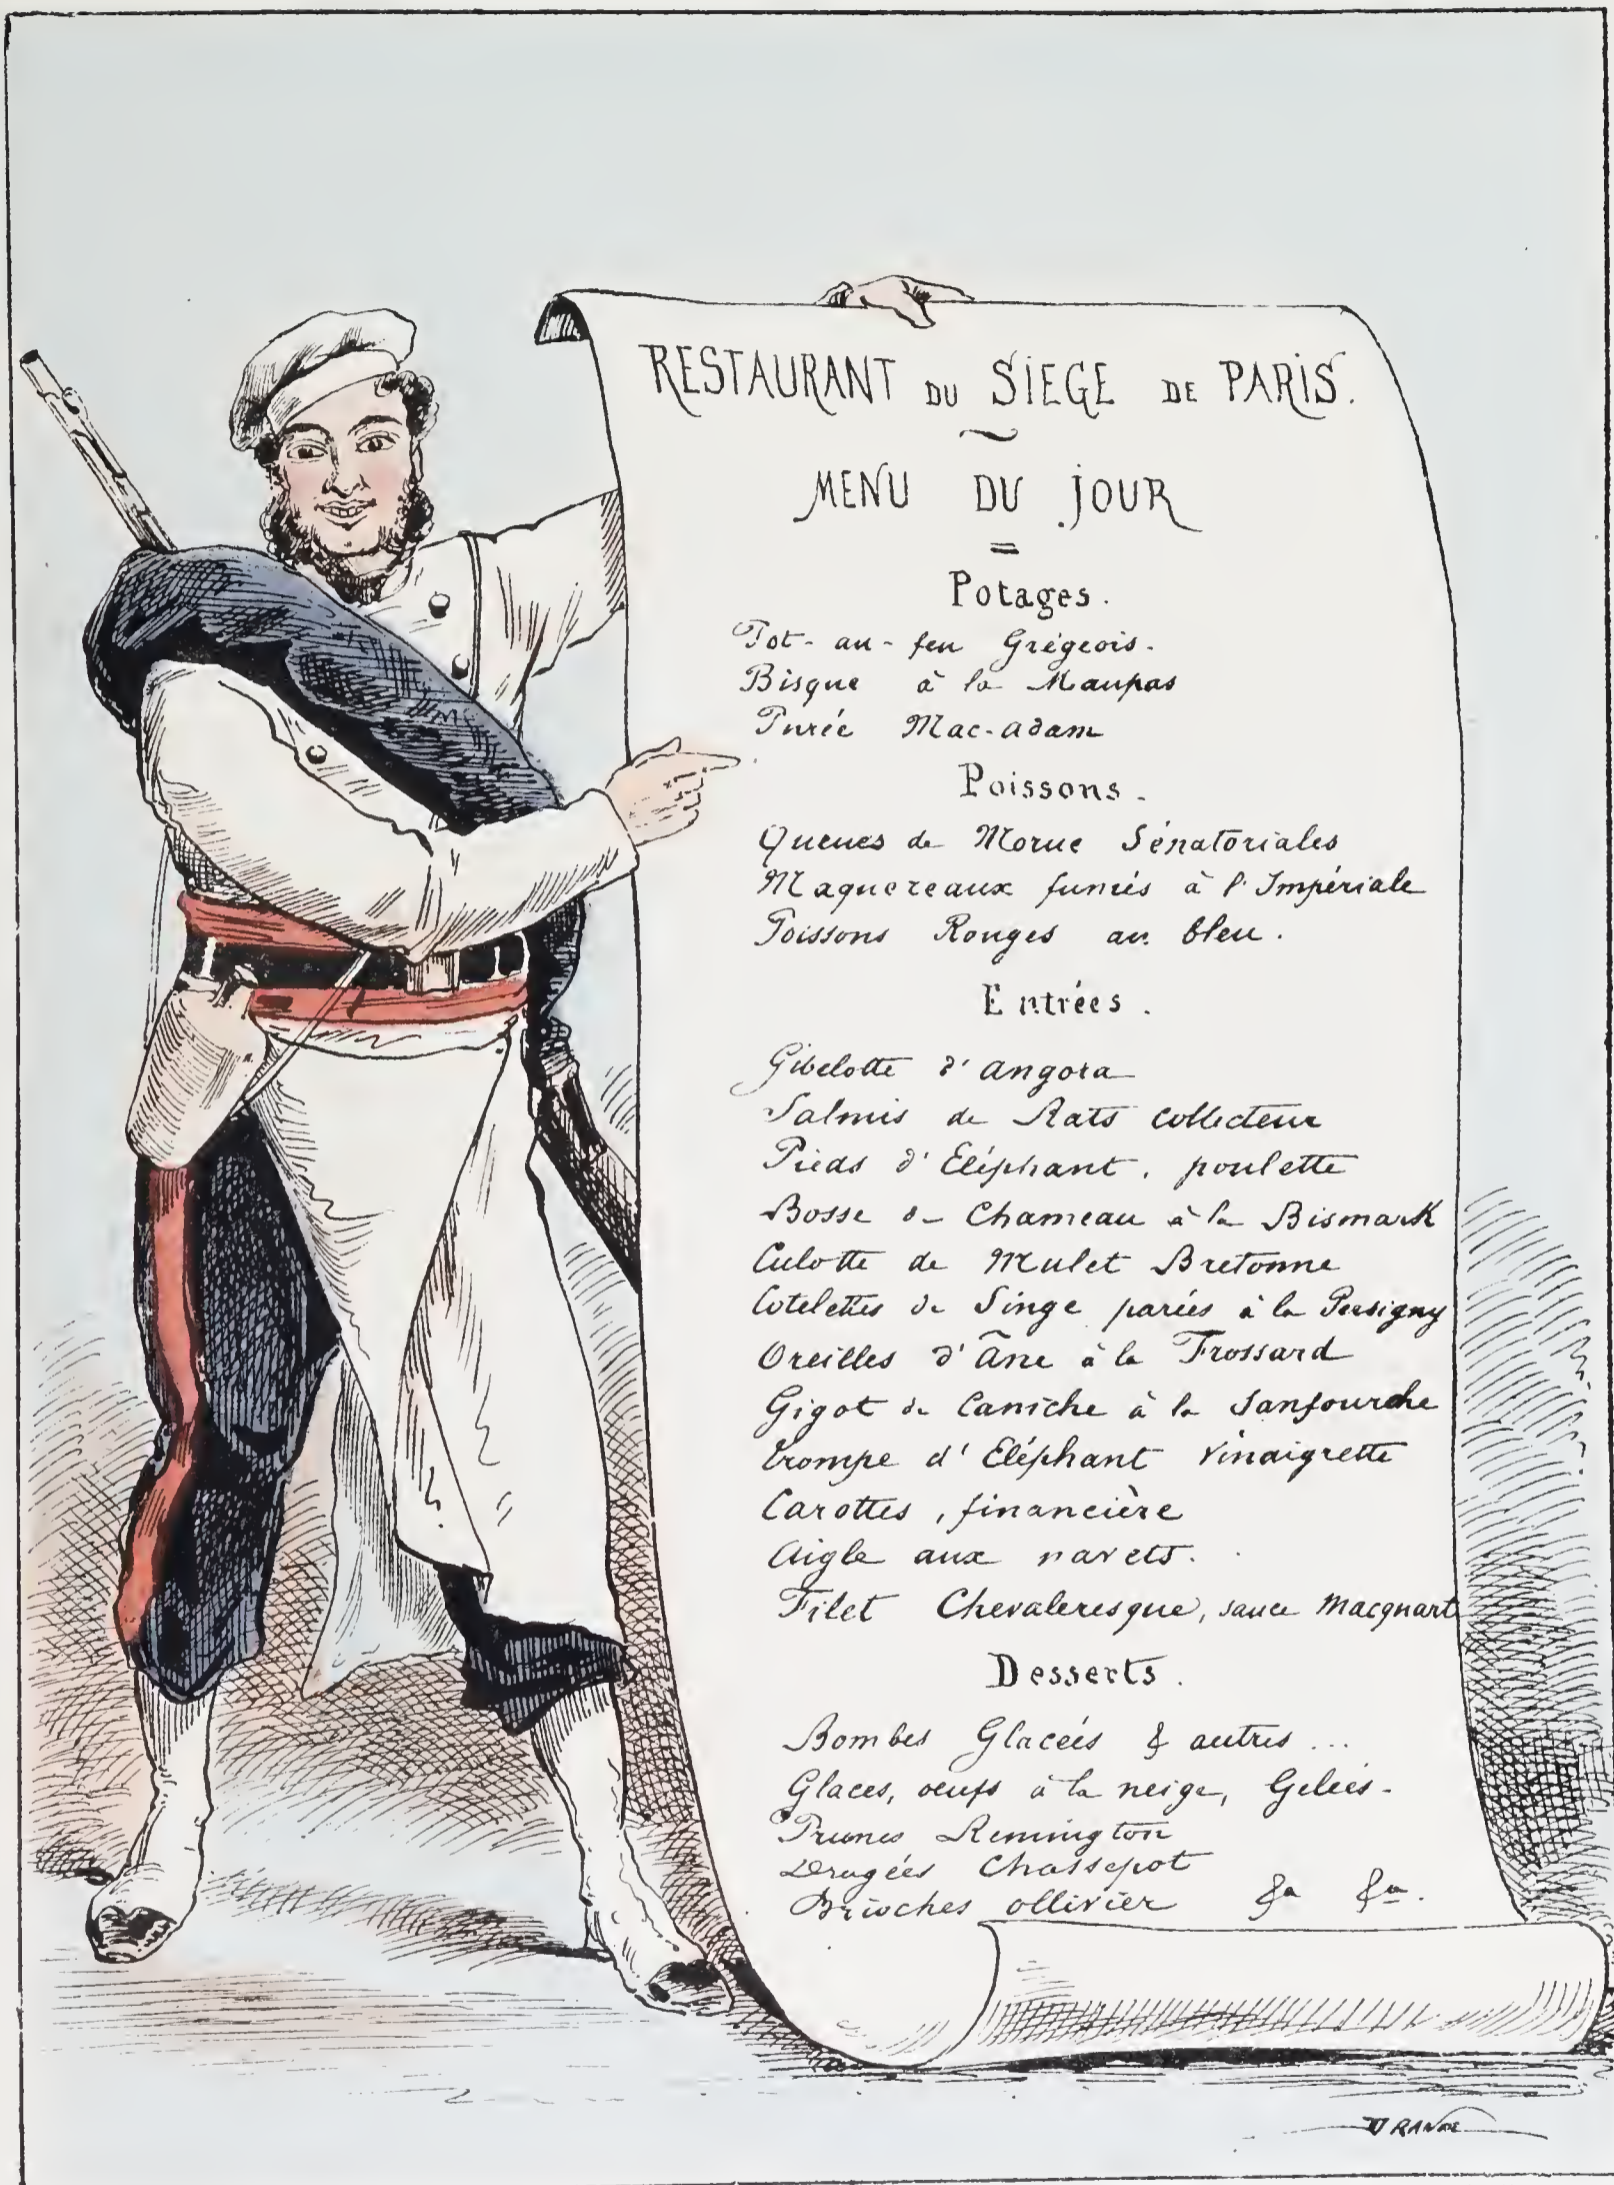 RESTAURANT DU SIEGE DE PARIS.
MENU DU JOUR
Potages.
Pot-au-feu Grégeois.
Bisque à la Maupas
Purée Mac-adam
Poissons.
Queues de Morue Sénatoriales
Maquereaux fumés à l'Impériale
Poissons Rouges au bleu.
Entrées.
Gibelotte d'angora
Salmis de Rats collecteur
Pieds d'Eléphant, poulette
Bosse de Chameau à la Bismark
Culotte de Mulet Bretonne
Cotelettes de Singe parées à la Persigny
Oreilles d'âne à la Frossard
Gigot de Caniche à la Sanfourche
trompe d'Eléphant vinaigrette
Carottes, financière
Aigle aux navets.
Filet Chevaleresque, sauce Macquart
Desserts.
Bombes Glacées & autres...
Glaces, oeufs à la neige, Gelées.
Prunes Remington
Dragées Chassepot
Brioches ollivier &a &a.
DRANER